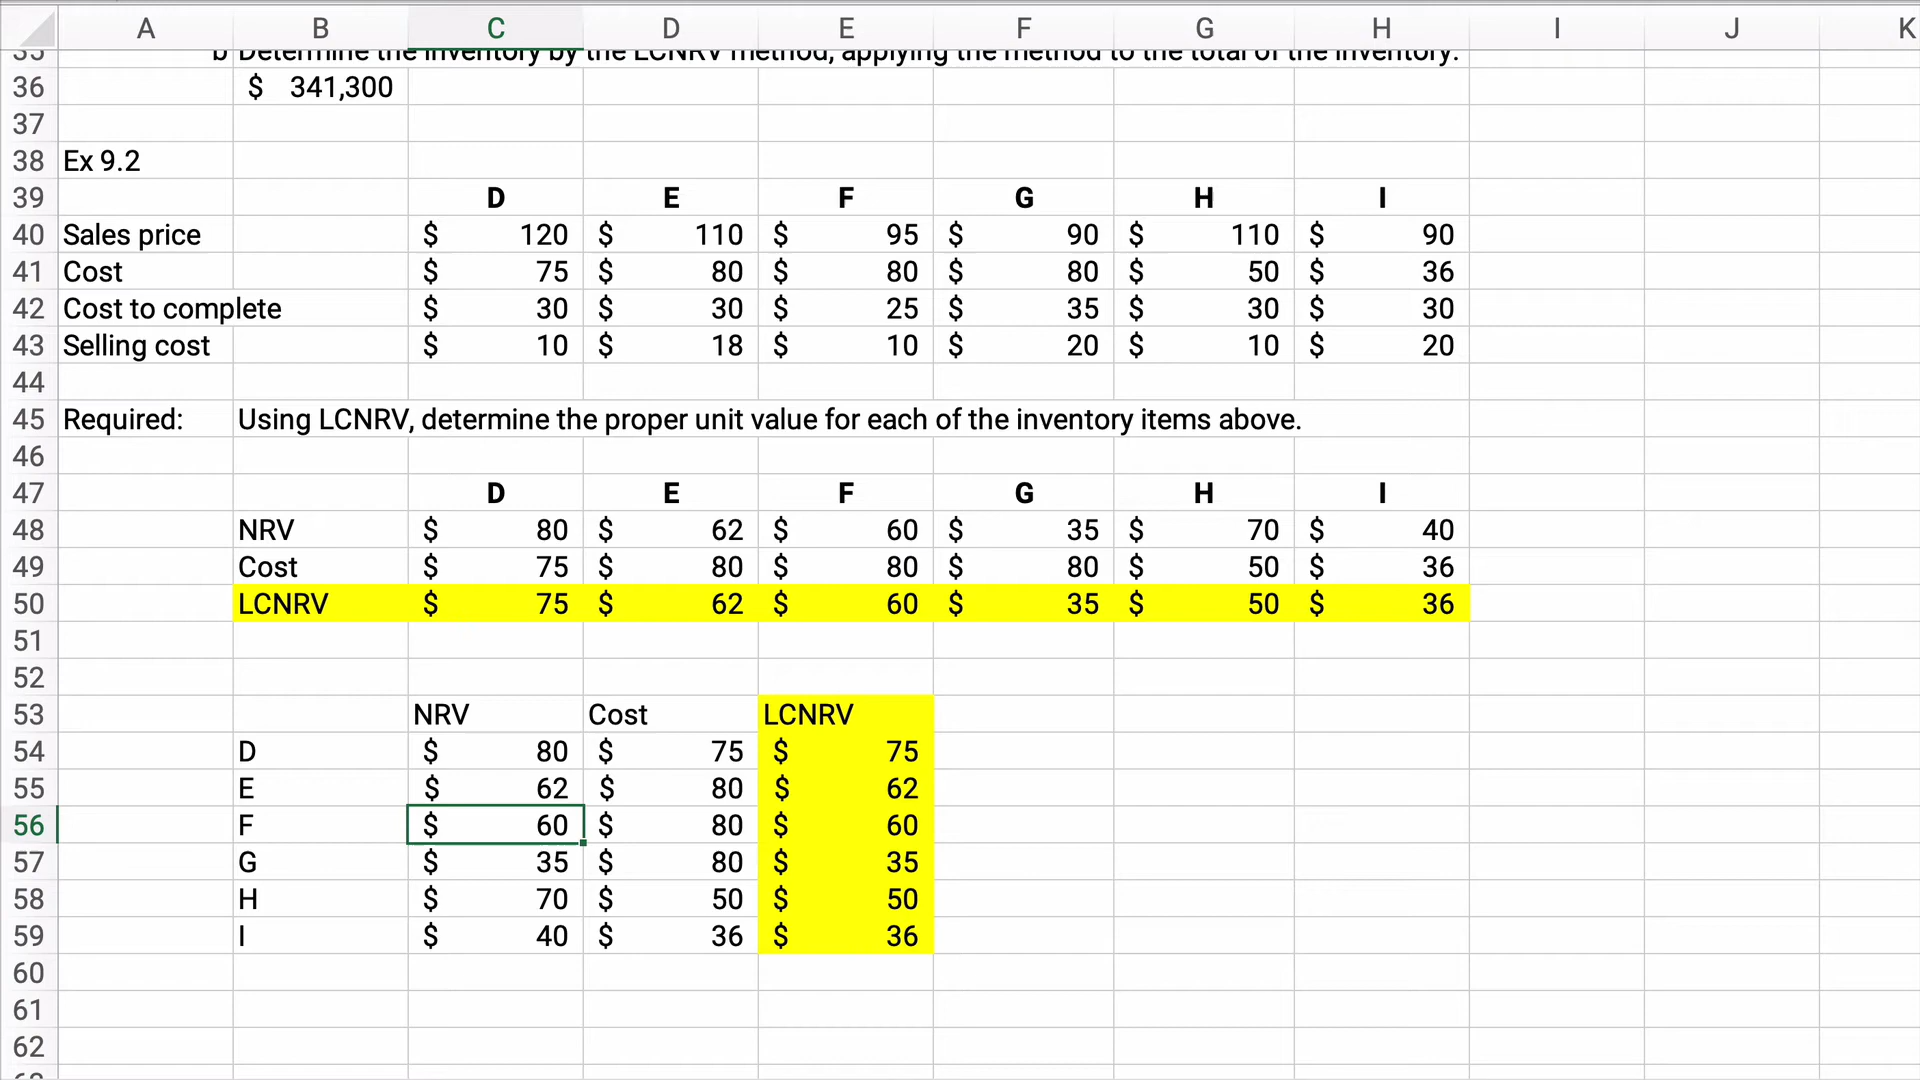 A B C D E F G H I J K
35 b Determine the inventory by the LCNRV method, applying the method to the total of the inventory.
36 $ 341,300
37
38 Ex 9.2
39 D E F G H I
40 Sales price $ 120 $ 110 $ 95 $ 90 $ 110 $ 90
41 Cost $ 75 $ 80 $ 80 $ 80 $ 50 $ 36
42 Cost to complete $ 30 $ 30 $ 25 $ 35 $ 30 $ 30
43 Selling cost $ 10 $ 18 $ 10 $ 20 $ 10 $ 20
44
45 Required: Using LCNRV, determine the proper unit value for each of the inventory items above.
46
47 D E F G H I
48 NRV $ 80 $ 62 $ 60 $ 35 $ 70 $ 40
49 Cost $ 75 $ 80 $ 80 $ 80 $ 50 $ 36
50 LCNRV $ 75 $ 62 $ 60 $ 35 $ 50 $ 36
51
52
53 NRV Cost LCNRV
54 D $ 80 $ 75 $ 75
55 E $ 62 $ 80 $ 62
56 F $ 60 $ 80 $ 60
57 G $ 35 $ 80 $ 35
58 H $ 70 $ 50 $ 50
59 I $ 40 $ 36 $ 36
60
61
62